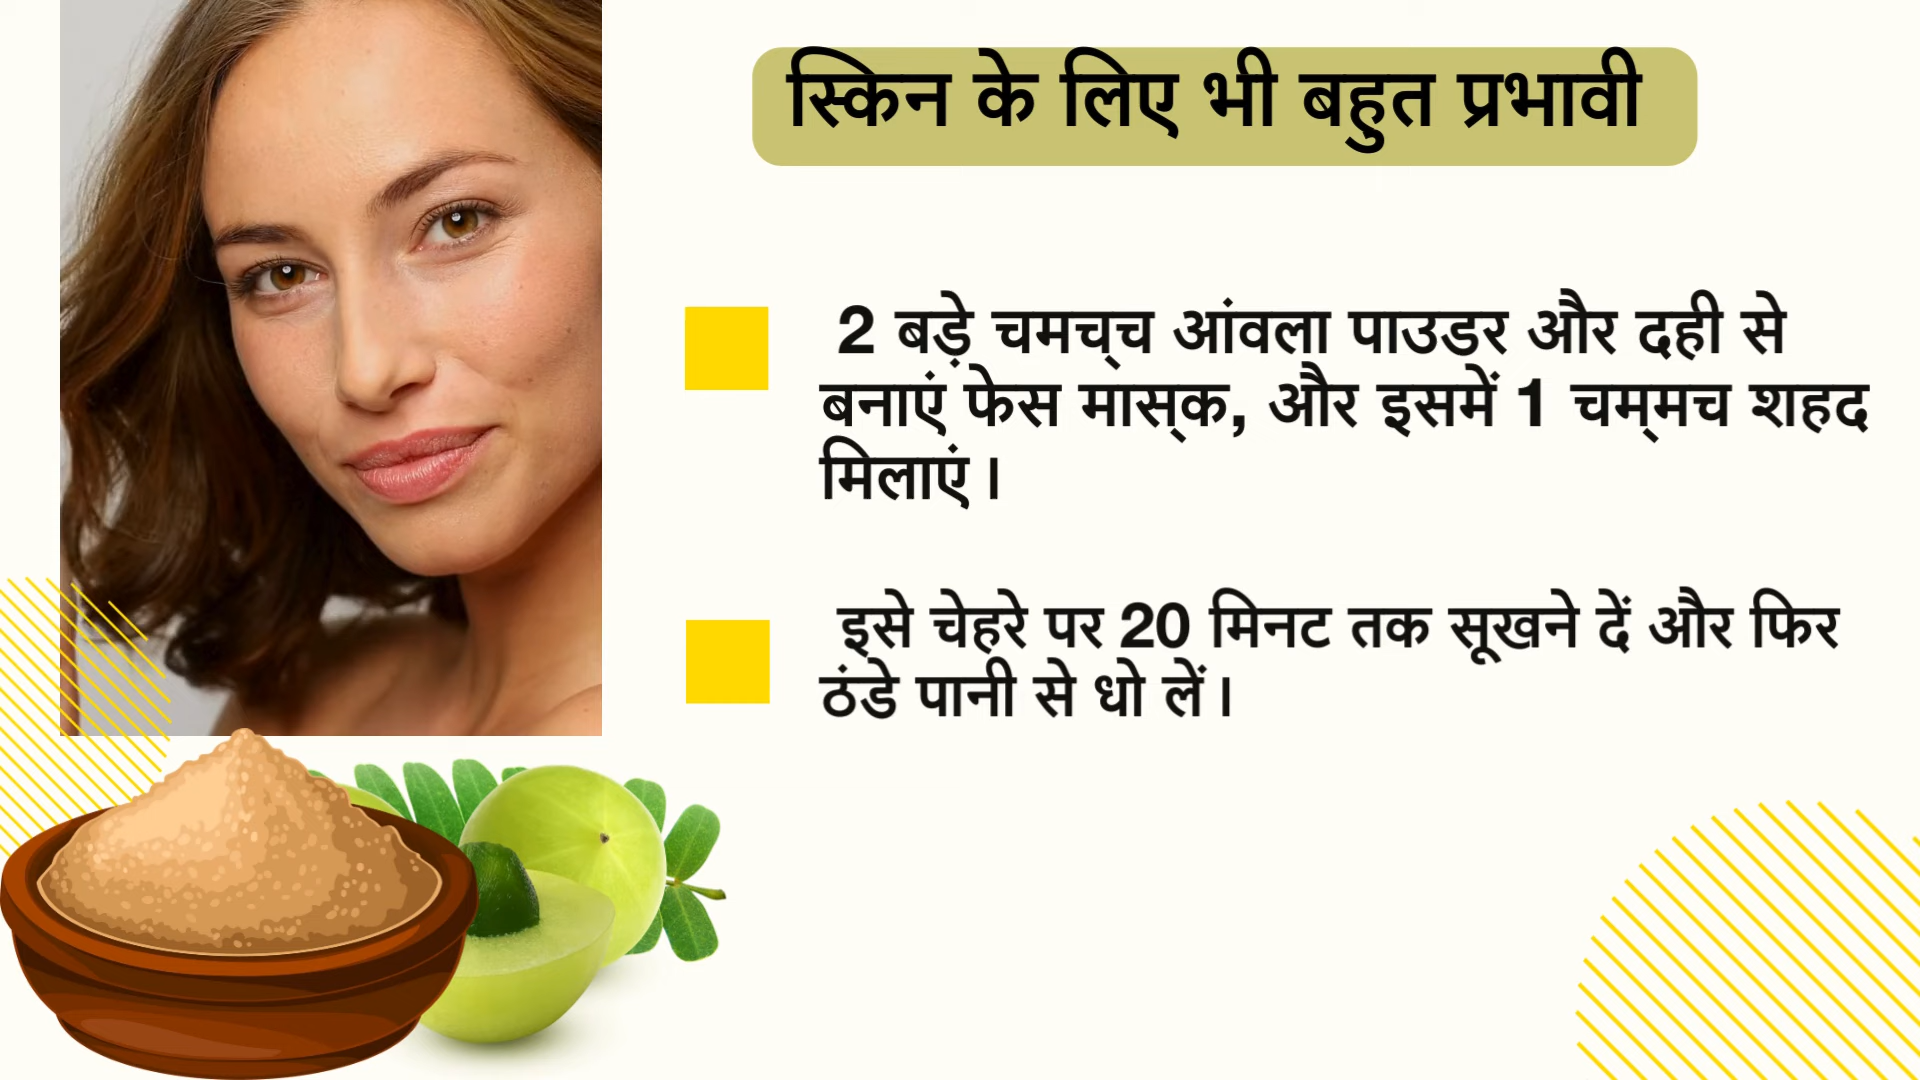 स्किन के लिए भी बहुत प्रभावी
2 बड़े चमच्‌च आंवला पाउडर और दही से
बनाएं फेस मास्‌क, और इसमें 1 चम्‌मच शहद
मिलाएं।
इसे चेहरे पर 20 मिनट तक सूखने दें और फिर
ठंडे पानी से धो लें।